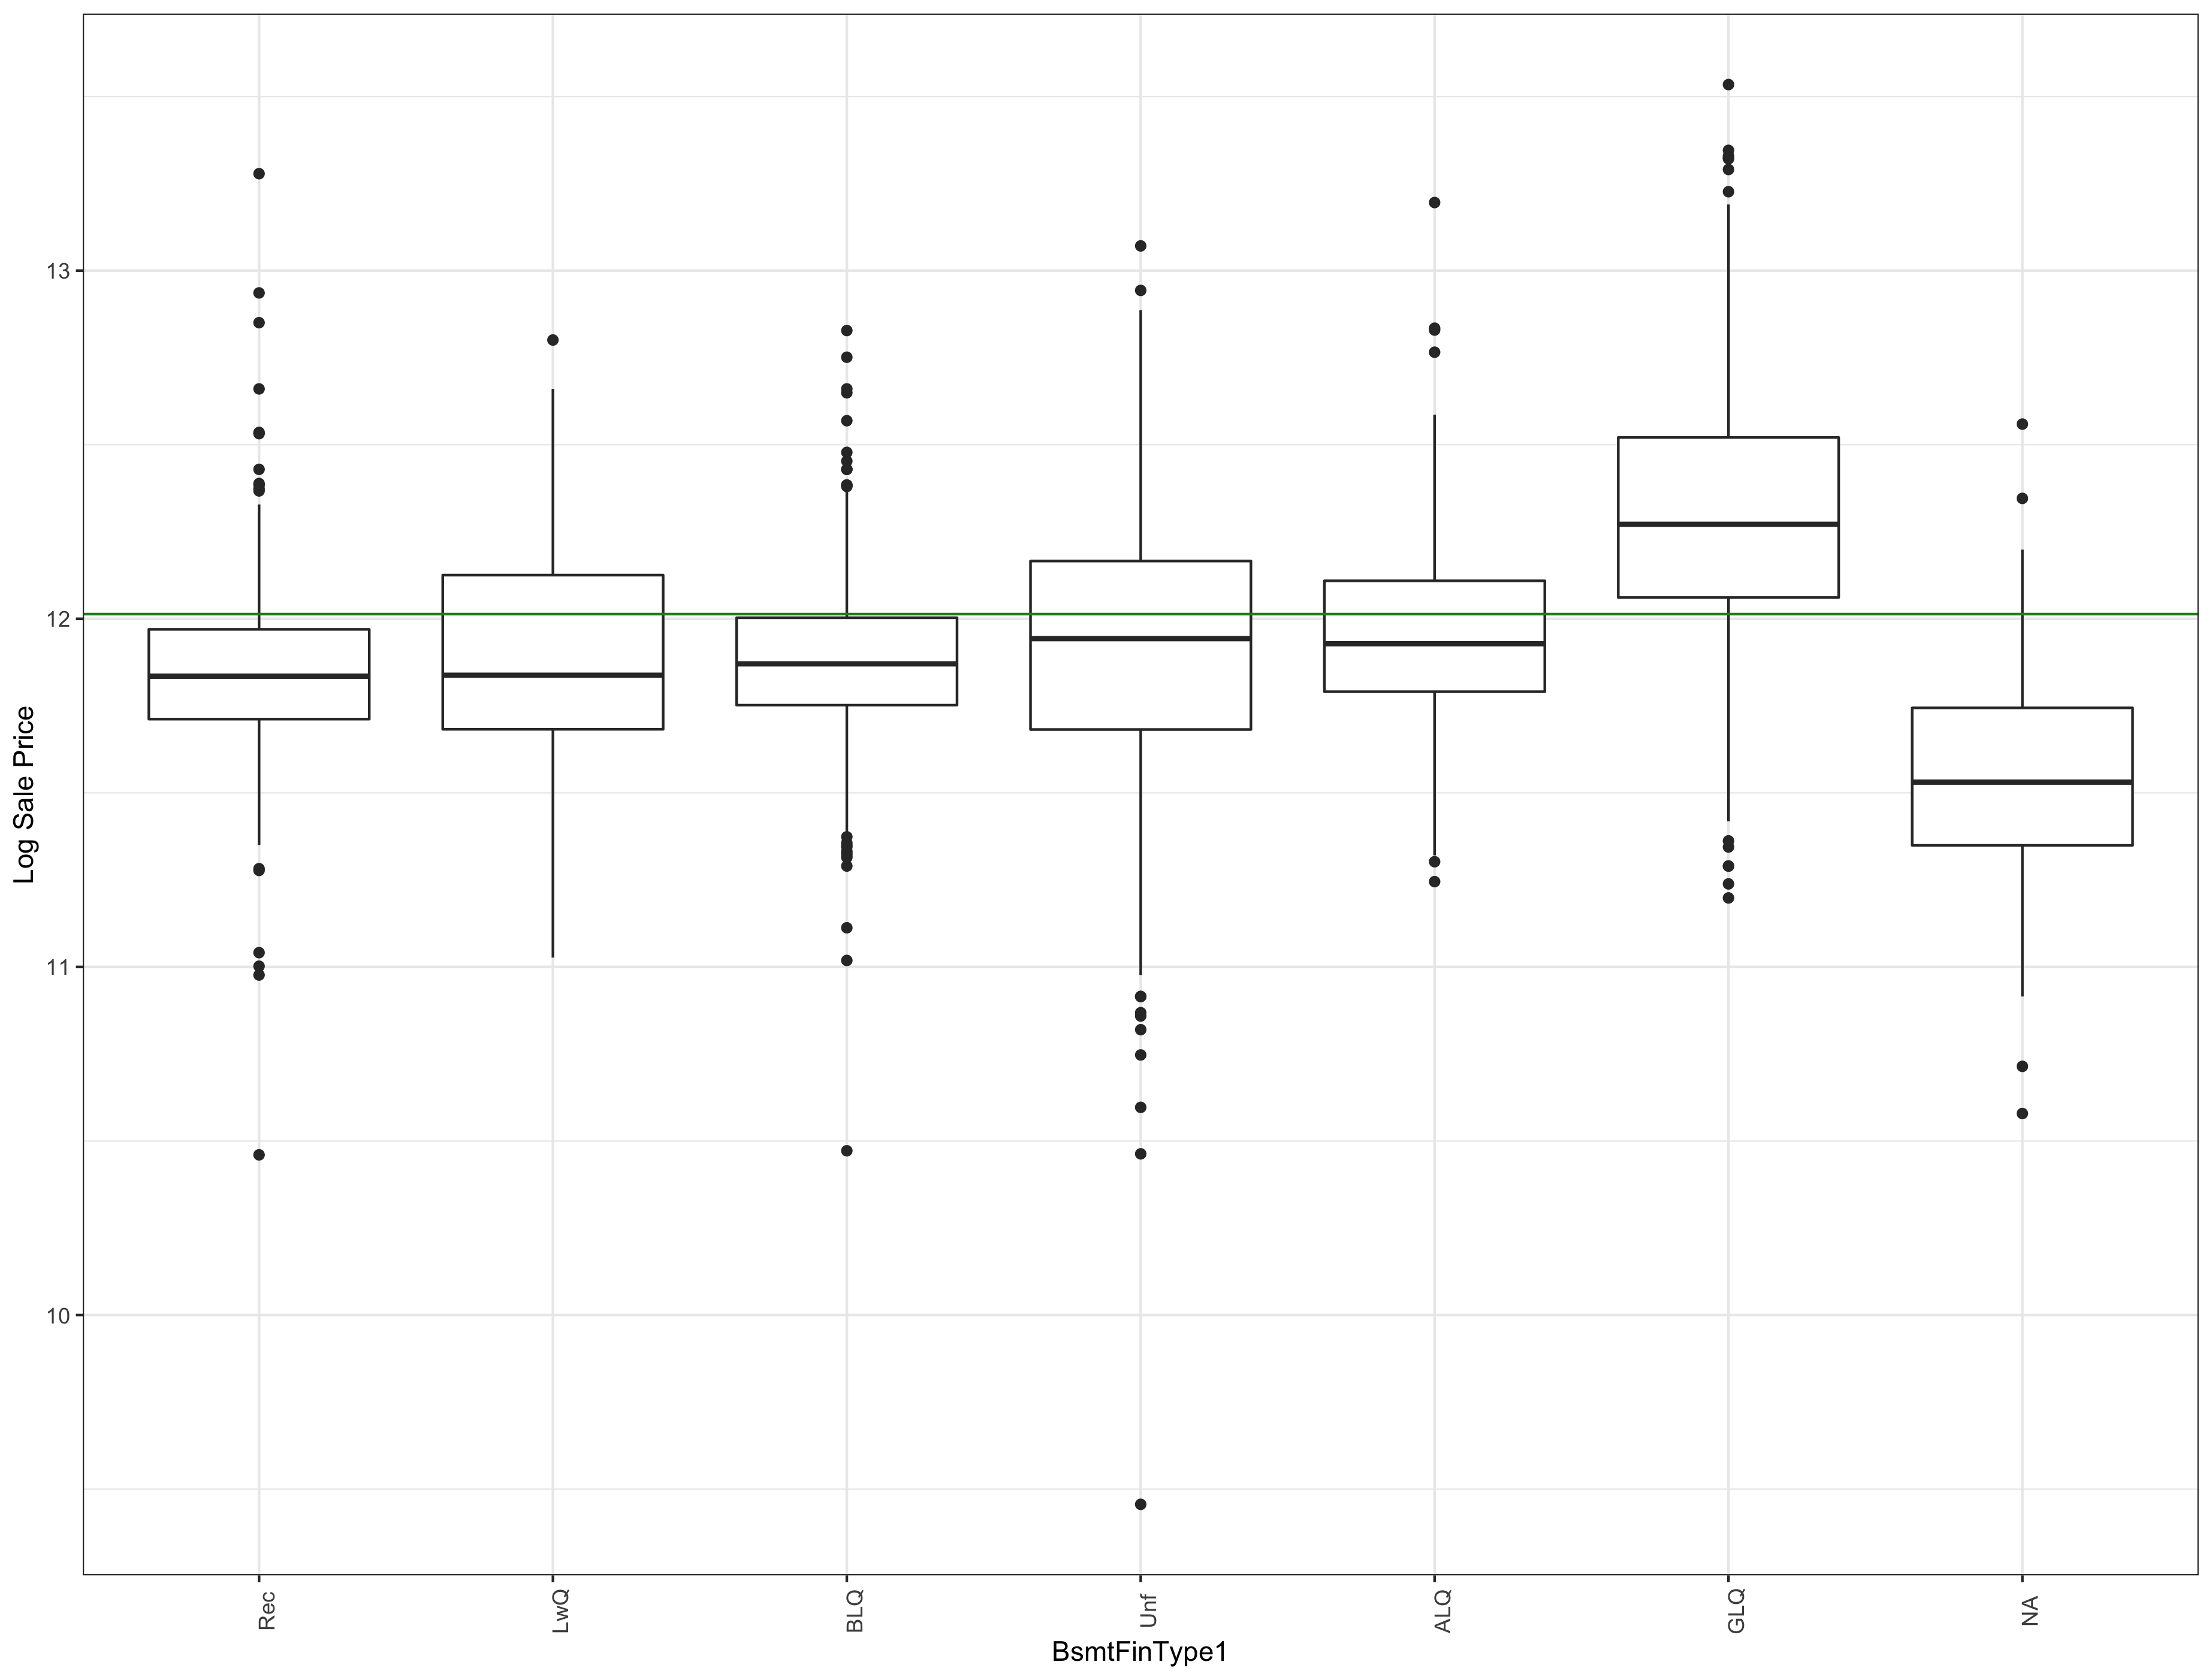 Log Sale Price
13
12
11
10
Rec
LwQ
BLQ
Unf
ALQ
GLQ
NA
BsmtFinType1